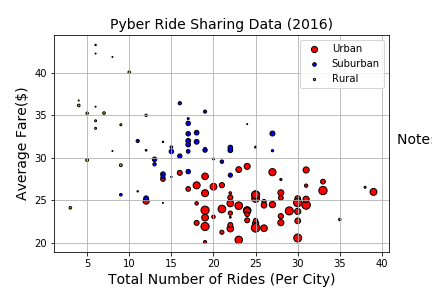 Pyber Ride Sharing Data (2016)
Urban
Suburban
Rural
40
35
30
25
20
Average Fare($)
5 10 15 20 25 30 35 40
Total Number of Rides (Per City)
Note: